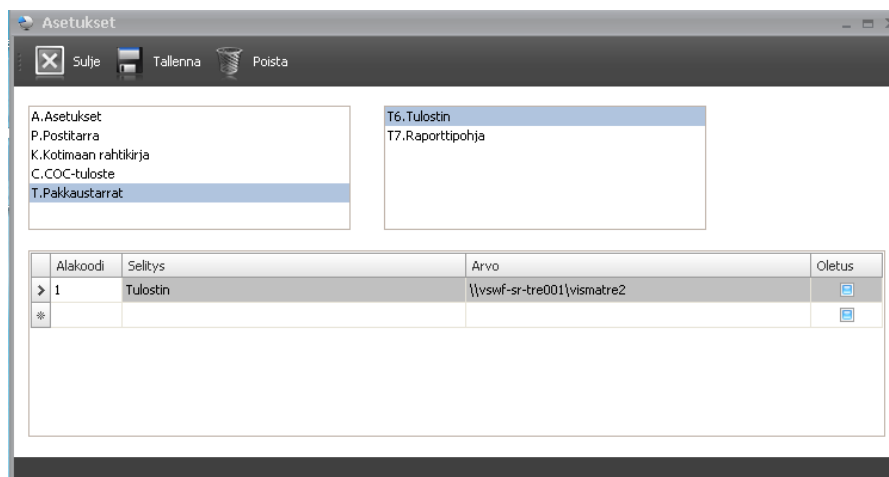 Asetukset
Sulje Tallenna Poista
A.Asetukset
P.Postitarra
K.Kotimaan rahtikirja
C.COC-tuloste
T.Pakkaustarrat
T6.Tulostin
T7.Raporttipohja
Alakoodi Selitys Arvo Oletus
1 Tulostin \\vswf-sr-tre001\vismatre2